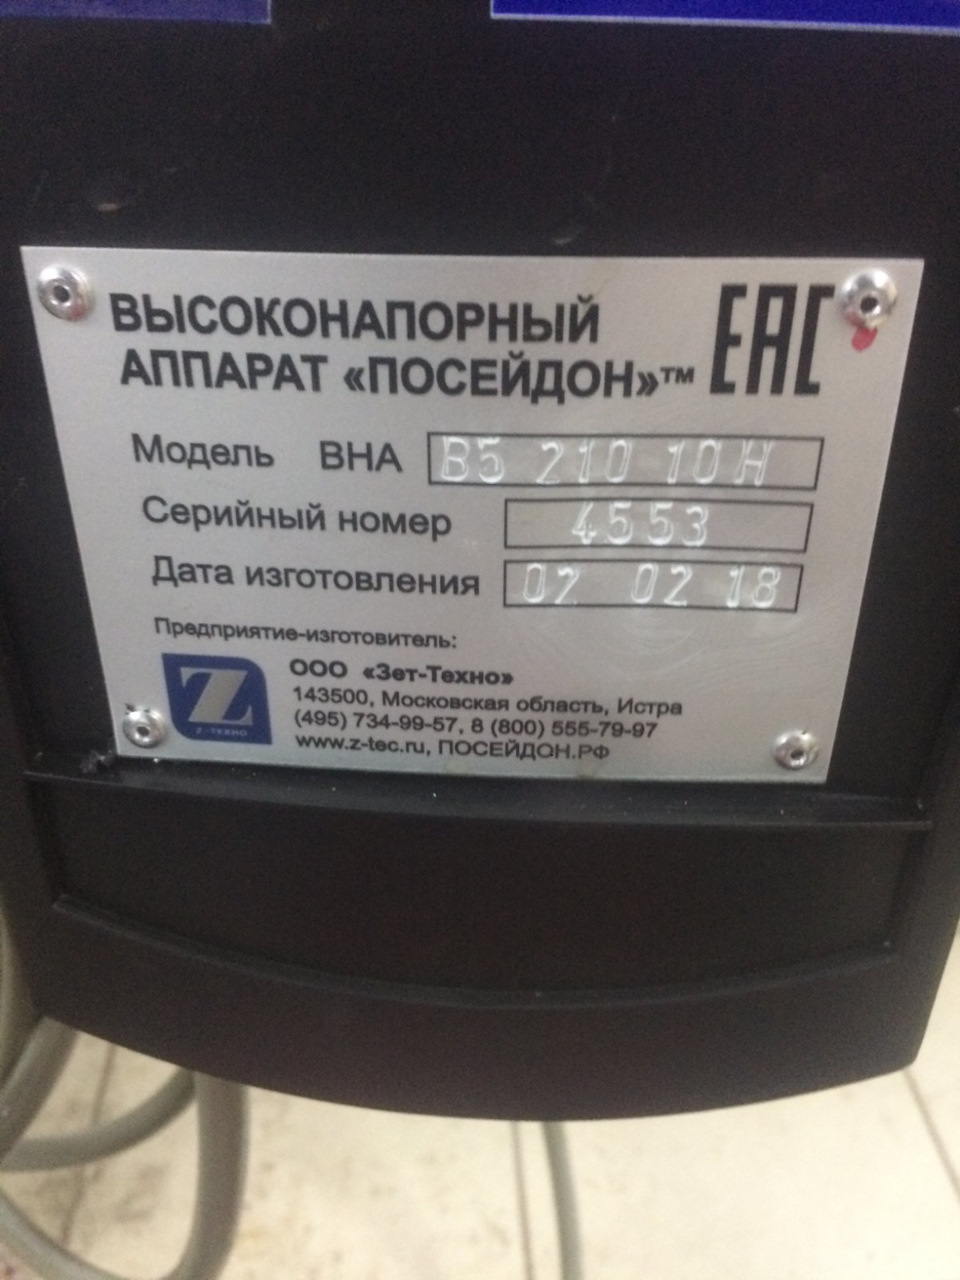 ВЫСОКОНАПОРНЫЙ
АППАРАТ «ПОСЕЙДОН»™
EAC
Модель ВНА В5 210 10Н
Серийный номер 4553
Дата изготовления 02 02 18
Предприятие-изготовитель:
Z
Z-ТЕХНО
ООО «Зет-Техно»
143500, Московская область, Истра
(495) 734-99-57, 8 (800) 555-79-97
www.z-tec.ru, ПОСЕЙДОН.РФ